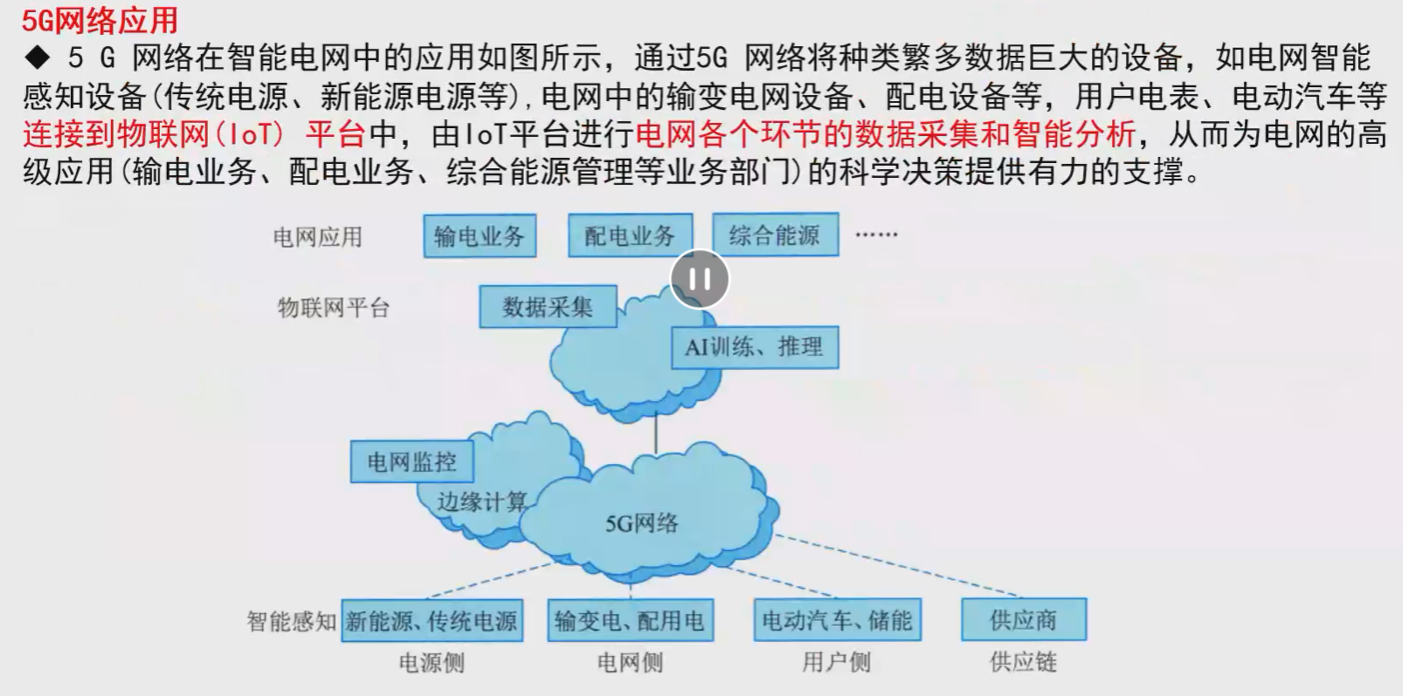 5G网络应用
◆ 5 G 网络在智能电网中的应用如图所示，通过5G 网络将种类繁多数据巨大的设备，如电网智能
感知设备(传统电源、新能源电源等),电网中的输变电网设备、配电设备等，用户电表、电动汽车等
连接到物联网(IoT) 平台中，由IoT平台进行电网各个环节的数据采集和智能分析，从而为电网的高
级应用(输电业务、配电业务、综合能源管理等业务部门)的科学决策提供有力的支撑。
电网应用 输电业务 配电业务 综合能源 ……
物联网平台 数据采集
AI训练、推理
电网监控
边缘计算
5G网络
智能感知 新能源、传统电源 输变电、配用电 电动汽车、储能 供应商
电源侧 电网侧 用户侧 供应链